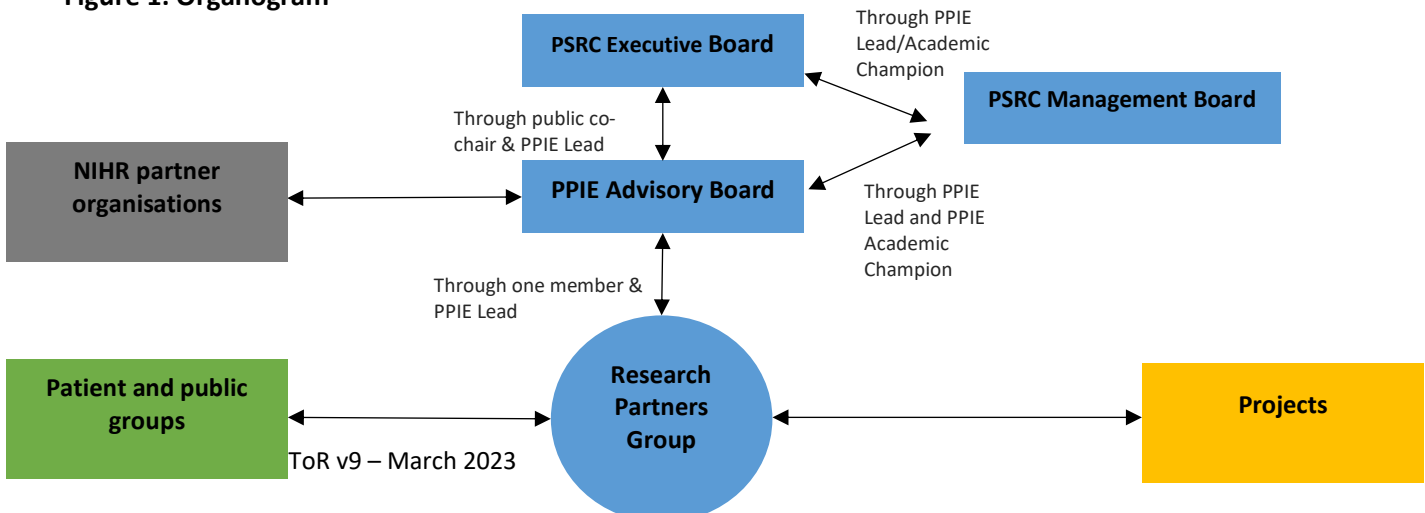 Figure 1: Organogram
Through PPIE
Lead/Academic
Champion
PSRC Executive Board
PSRC Management Board
Through public co-
chair & PPIE Lead
NIHR partner
organisations
PPIE Advisory Board
Through PPIE
Lead and PPIE
Academic
Champion
Through one member &
PPIE Lead
Patient and public
groups
Research
Partners
Group
Projects
ToR v9 – March 2023